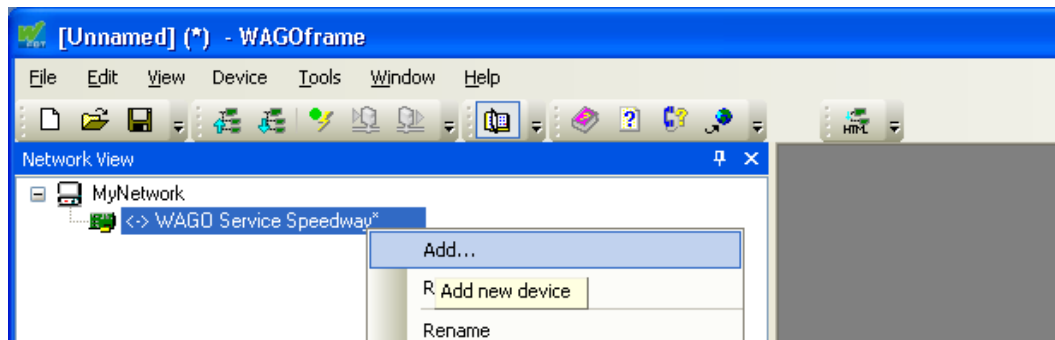 [Unnamed] (*) - WAGOframe
File Edit View Device Tools Window Help
HTML
Network View
MyNetwork
<-> WAGO Service Speedway*
Add...
R
Add new device
Rename